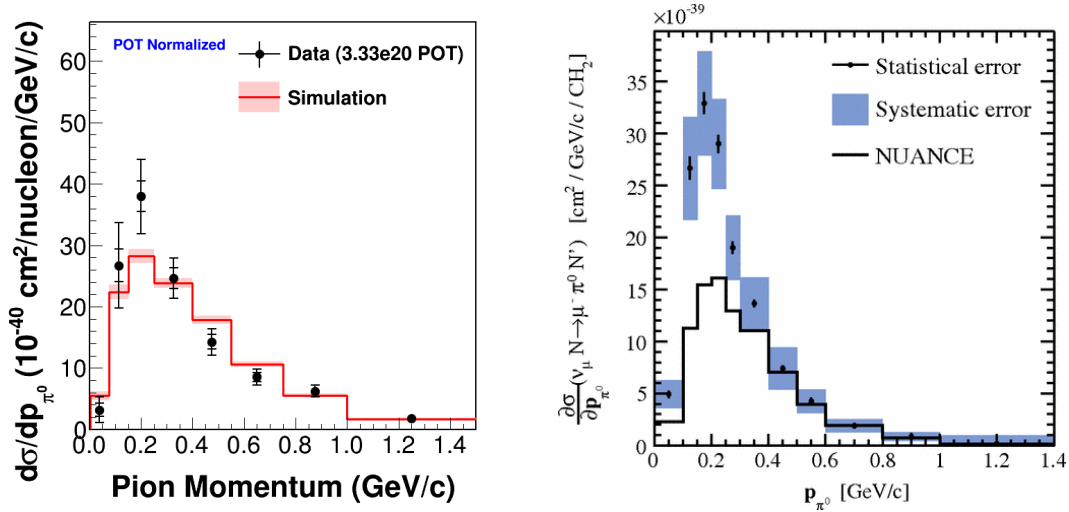 POT Normalized
Data (3.33e20 POT)
Simulation
dσ/dp_π⁰ (10⁻⁴⁰ cm²/nucleon/GeV/c)
60
50
40
30
20
10
0
0.0 0.2 0.4 0.6 0.8 1.0 1.2 1.4
Pion Momentum (GeV/c)
×10⁻³⁹
Statistical error
Systematic error
NUANCE
∂σ/∂p_π⁰ (ν_μ N→μ⁻ π⁰ N') [cm² / GeV/c / CH₂]
40
35
30
25
20
15
10
5
0
0 0.2 0.4 0.6 0.8 1 1.2 1.4
p_π⁰ [GeV/c]